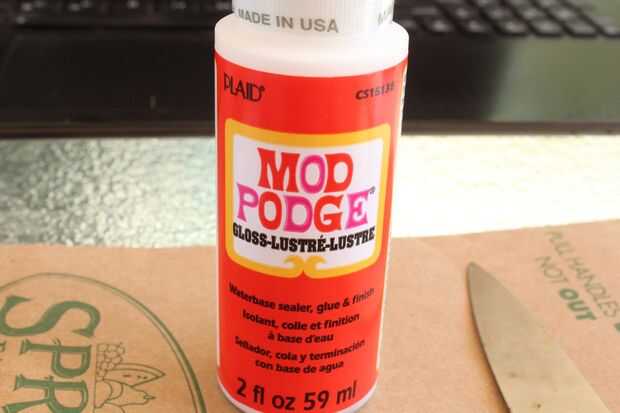 MADE IN USA
PLAID®
CS15138
MOD
PODGE®
GLOSS-LUSTRÉ-LUSTRE
Waterbase sealer, glue & finish
Isolant, colle et finition
à base d'eau
Sellador, cola y terminación
con base de agua
2 fl oz 59 ml
SPR
PULL HANDLES
NOT OUT